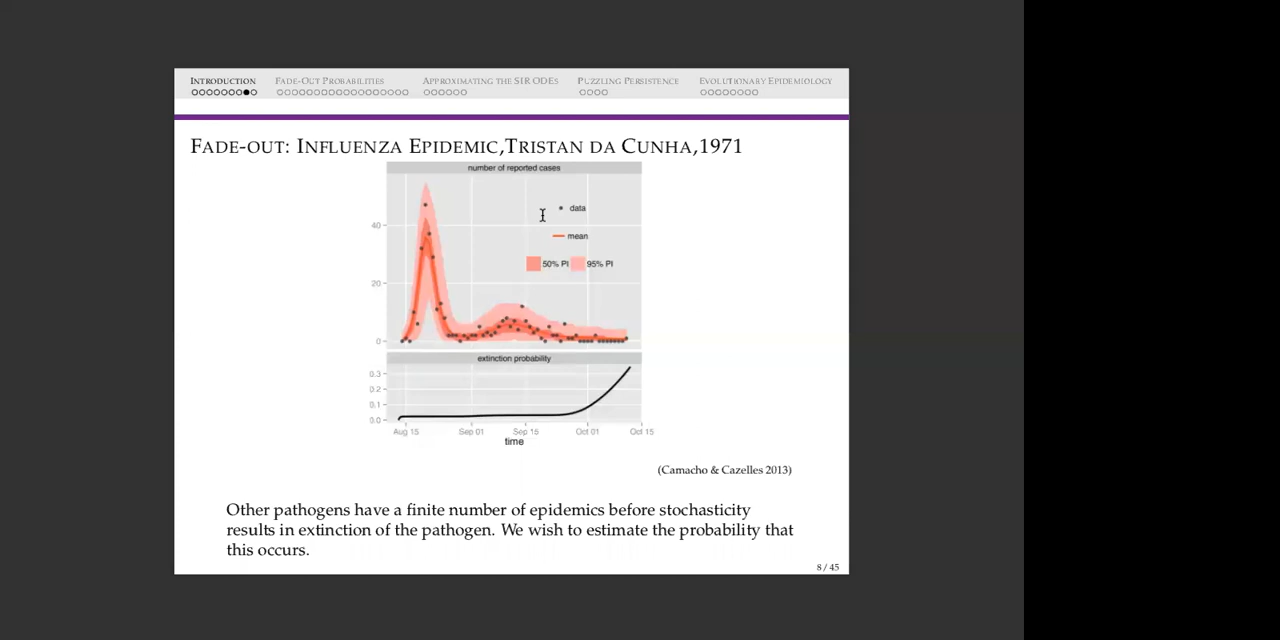 INTRODUCTION FADE-OUT PROBABILITIES APPROXIMATING THE SIR ODES PUZZLING PERSISTENCE EVOLUTIONARY EPIDEMIOLOGY
FADE-OUT: INFLUENZA EPIDEMIC,TRISTAN DA CUNHA,1971
number of reported cases
data
mean
50% PI 95% PI
40
20
0
extinction probability
0.3
0.2
0.1
0.0
Aug 15 Sep 01 Sep 15 Oct 01 Oct 15
time
(Camacho & Cazelles 2013)
Other pathogens have a finite number of epidemics before stochasticity
results in extinction of the pathogen. We wish to estimate the probability that
this occurs.
8 / 45